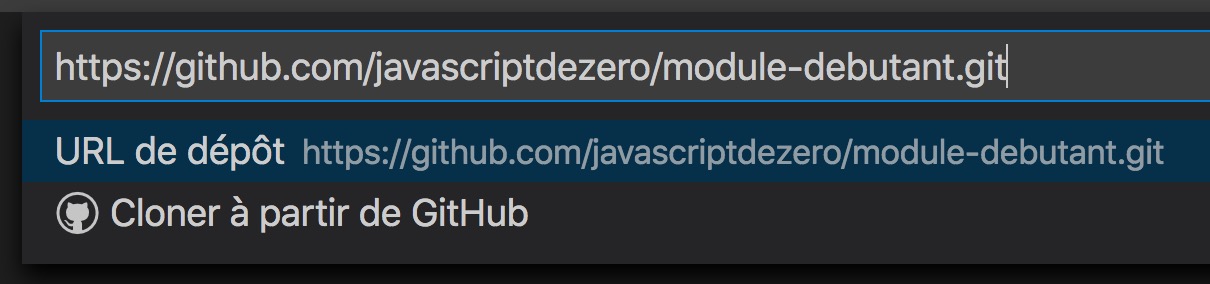 https://github.com/javascriptdezero/module-debutant.git
URL de dépôt https://github.com/javascriptdezero/module-debutant.git
Cloner à partir de GitHub